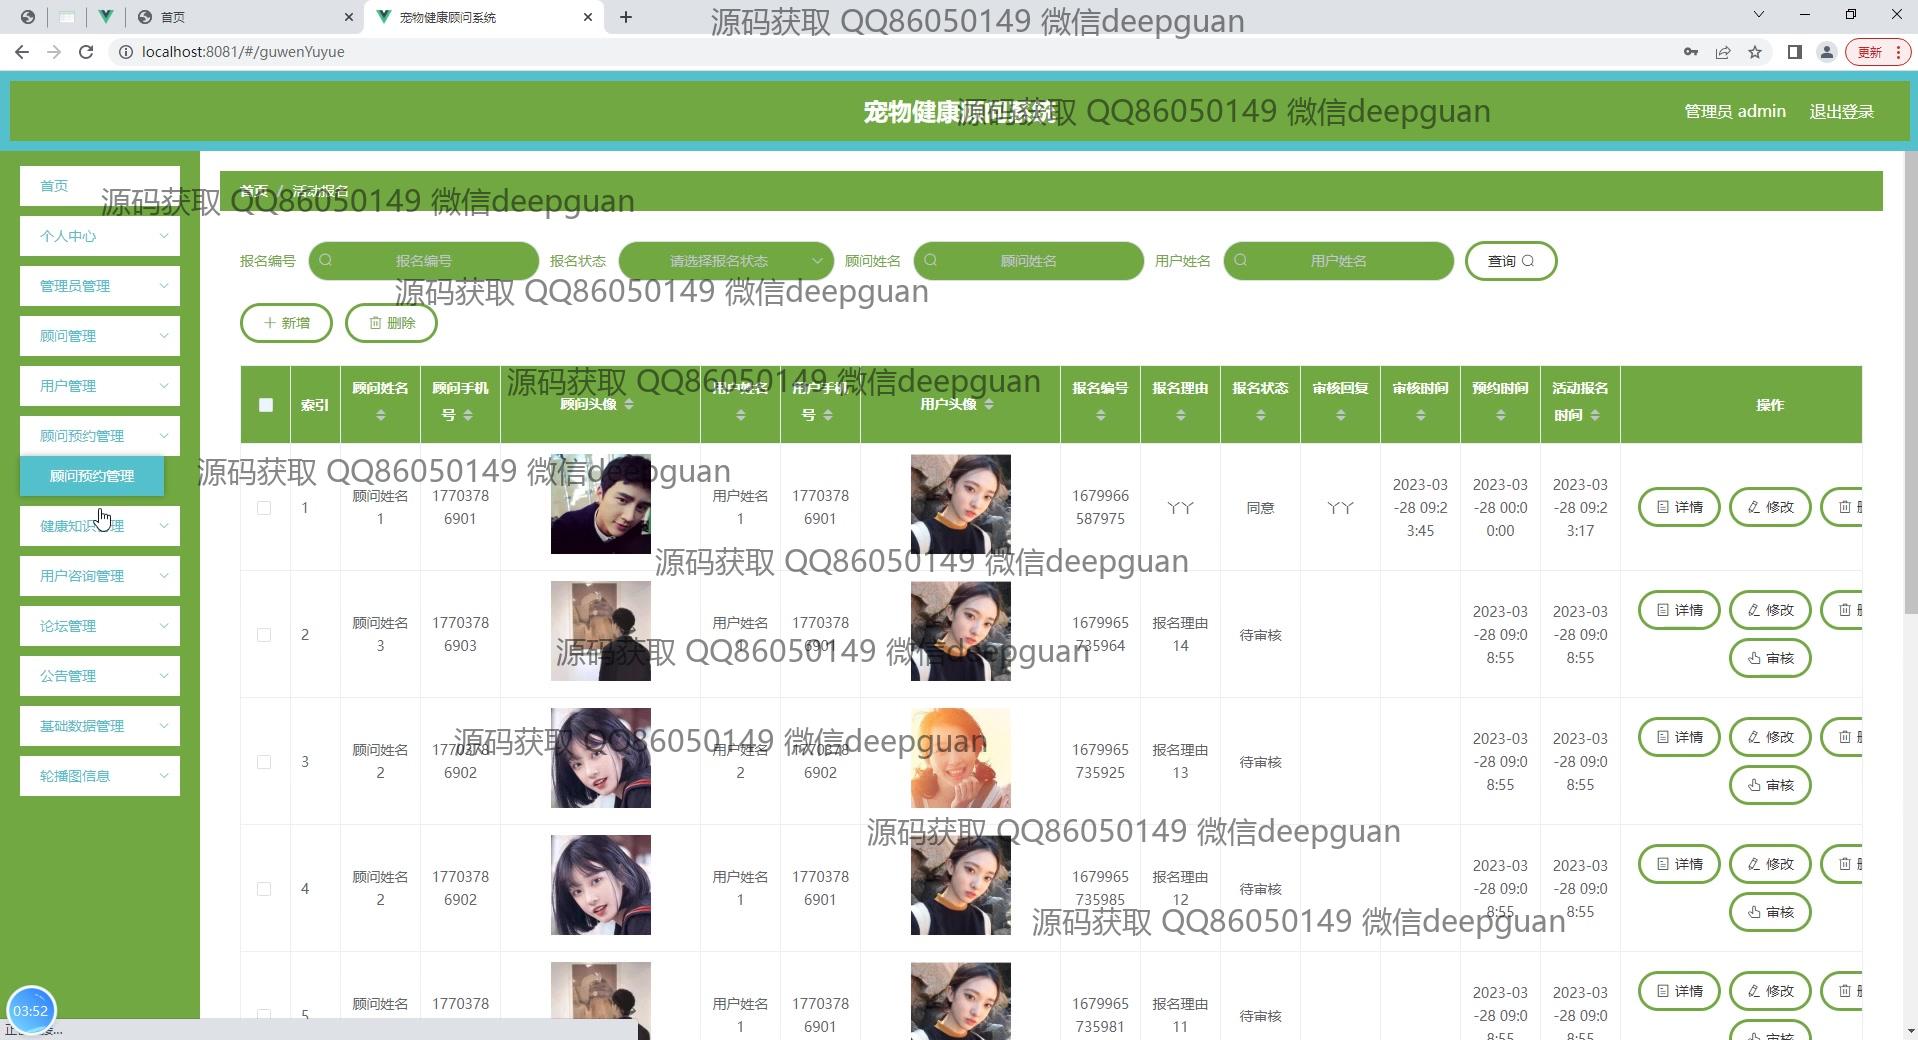 首页
宠物健康顾问系统
源码获取 QQ86050149 微信deepguan
localhost:8081/#/guwenYuyue
更新
宠物健康顾问系统
源码获取 QQ86050149 微信deepguan
管理员 admin
退出登录
首页
个人中心
管理员管理
顾问管理
用户管理
顾问预约管理
顾问预约管理
健康知识管理
用户咨询管理
论坛管理
公告管理
基础数据管理
轮播图信息
首页 / 活动报名
源码获取 QQ86050149 微信deepguan
报名编号 报名编号 报名状态 请选择报名状态 顾问姓名 顾问姓名 用户姓名 用户姓名 查询
源码获取 QQ86050149 微信deepguan
新增 删除
源码获取 QQ86050149 微信deepguan
索引 顾问姓名 顾问手机号 顾问头像 用户姓名 用户手机号 用户头像 报名编号 报名理由 报名状态 审核回复 审核时间 预约时间 活动报名时间 操作
源码获取 QQ86050149 微信deepguan
1 顾问姓名1 17703786901 用户姓名1 17703786901 1679966587975 丫丫 同意 丫丫 2023-03-28 09:23:45 2023-03-28 00:00:00 2023-03-28 09:23:17 详情 修改
源码获取 QQ86050149 微信deepguan
2 顾问姓名3 17703786903 用户姓名1 17703786901 1679965735964 报名理由14 待审核 2023-03-28 09:08:55 2023-03-28 09:08:55 详情 修改 审核
源码获取 QQ86050149 微信deepguan
3 顾问姓名2 17703786902 用户姓名2 17703786902 1679965735925 报名理由13 待审核 2023-03-28 09:08:55 2023-03-28 09:08:55 详情 修改 审核
源码获取 QQ86050149 微信deepguan
源码获取 QQ86050149 微信deepguan
4 顾问姓名2 17703786902 用户姓名1 17703786901 1679965735985 报名理由12 待审核 2023-03-28 09:08:55 2023-03-28 09:08:55 详情 修改 审核
源码获取 QQ86050149 微信deepguan
5 顾问姓名 1770378 用户姓名1 17703786901 1679965735981 报名理由11 待审核 2023-03-28 09:08:55 2023-03-28 09:08:55 详情 修改 审核
03:52